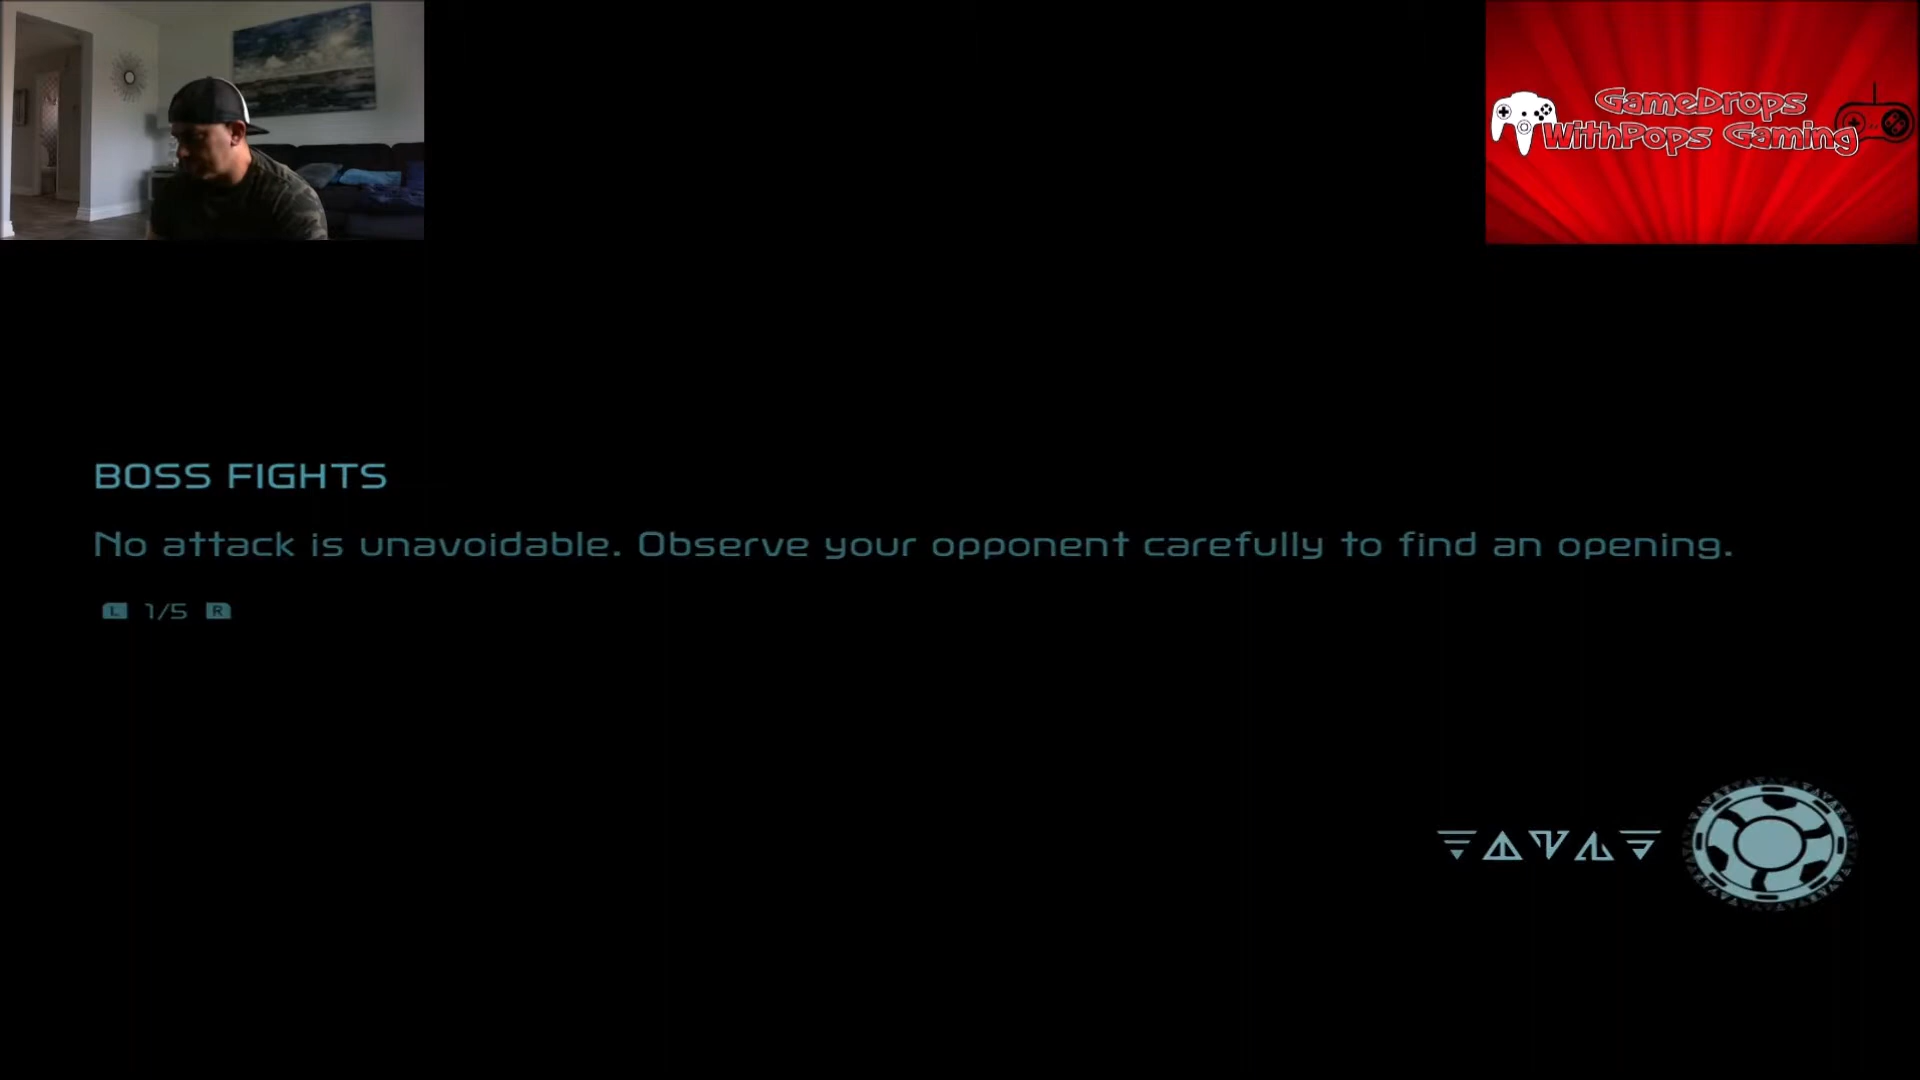 GameDrops
WithPops Gaming
BOSS FIGHTS
No attack is unavoidable. Observe your opponent carefully to find an opening.
L 1/5 R